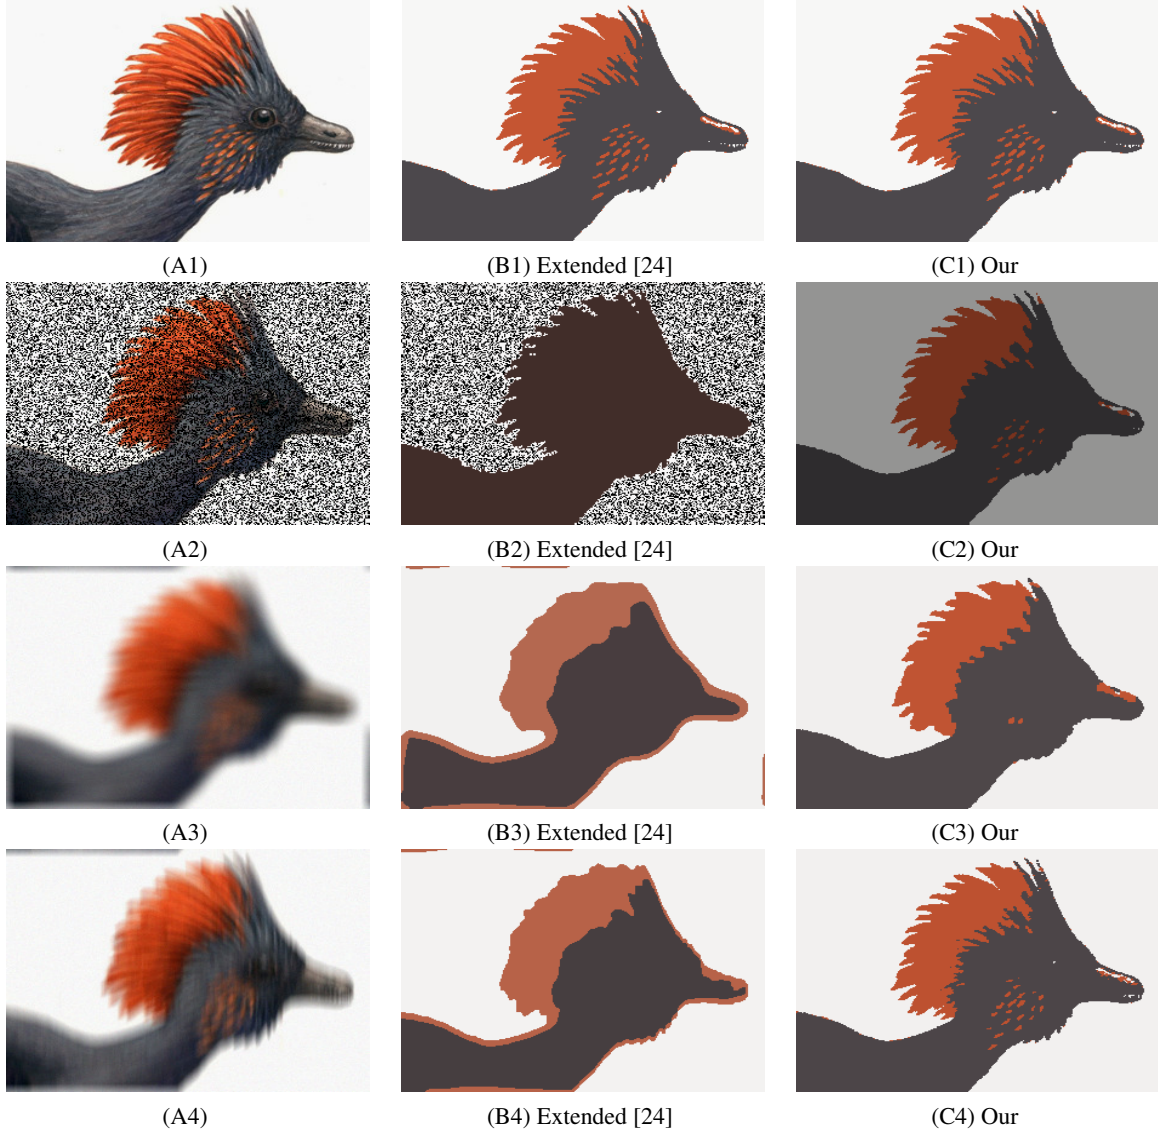 (A1) (B1) Extended [24] (C1) Our
(A2) (B2) Extended [24] (C2) Our
(A3) (B3) Extended [24] (C3) Our
(A4) (B4) Extended [24] (C4) Our